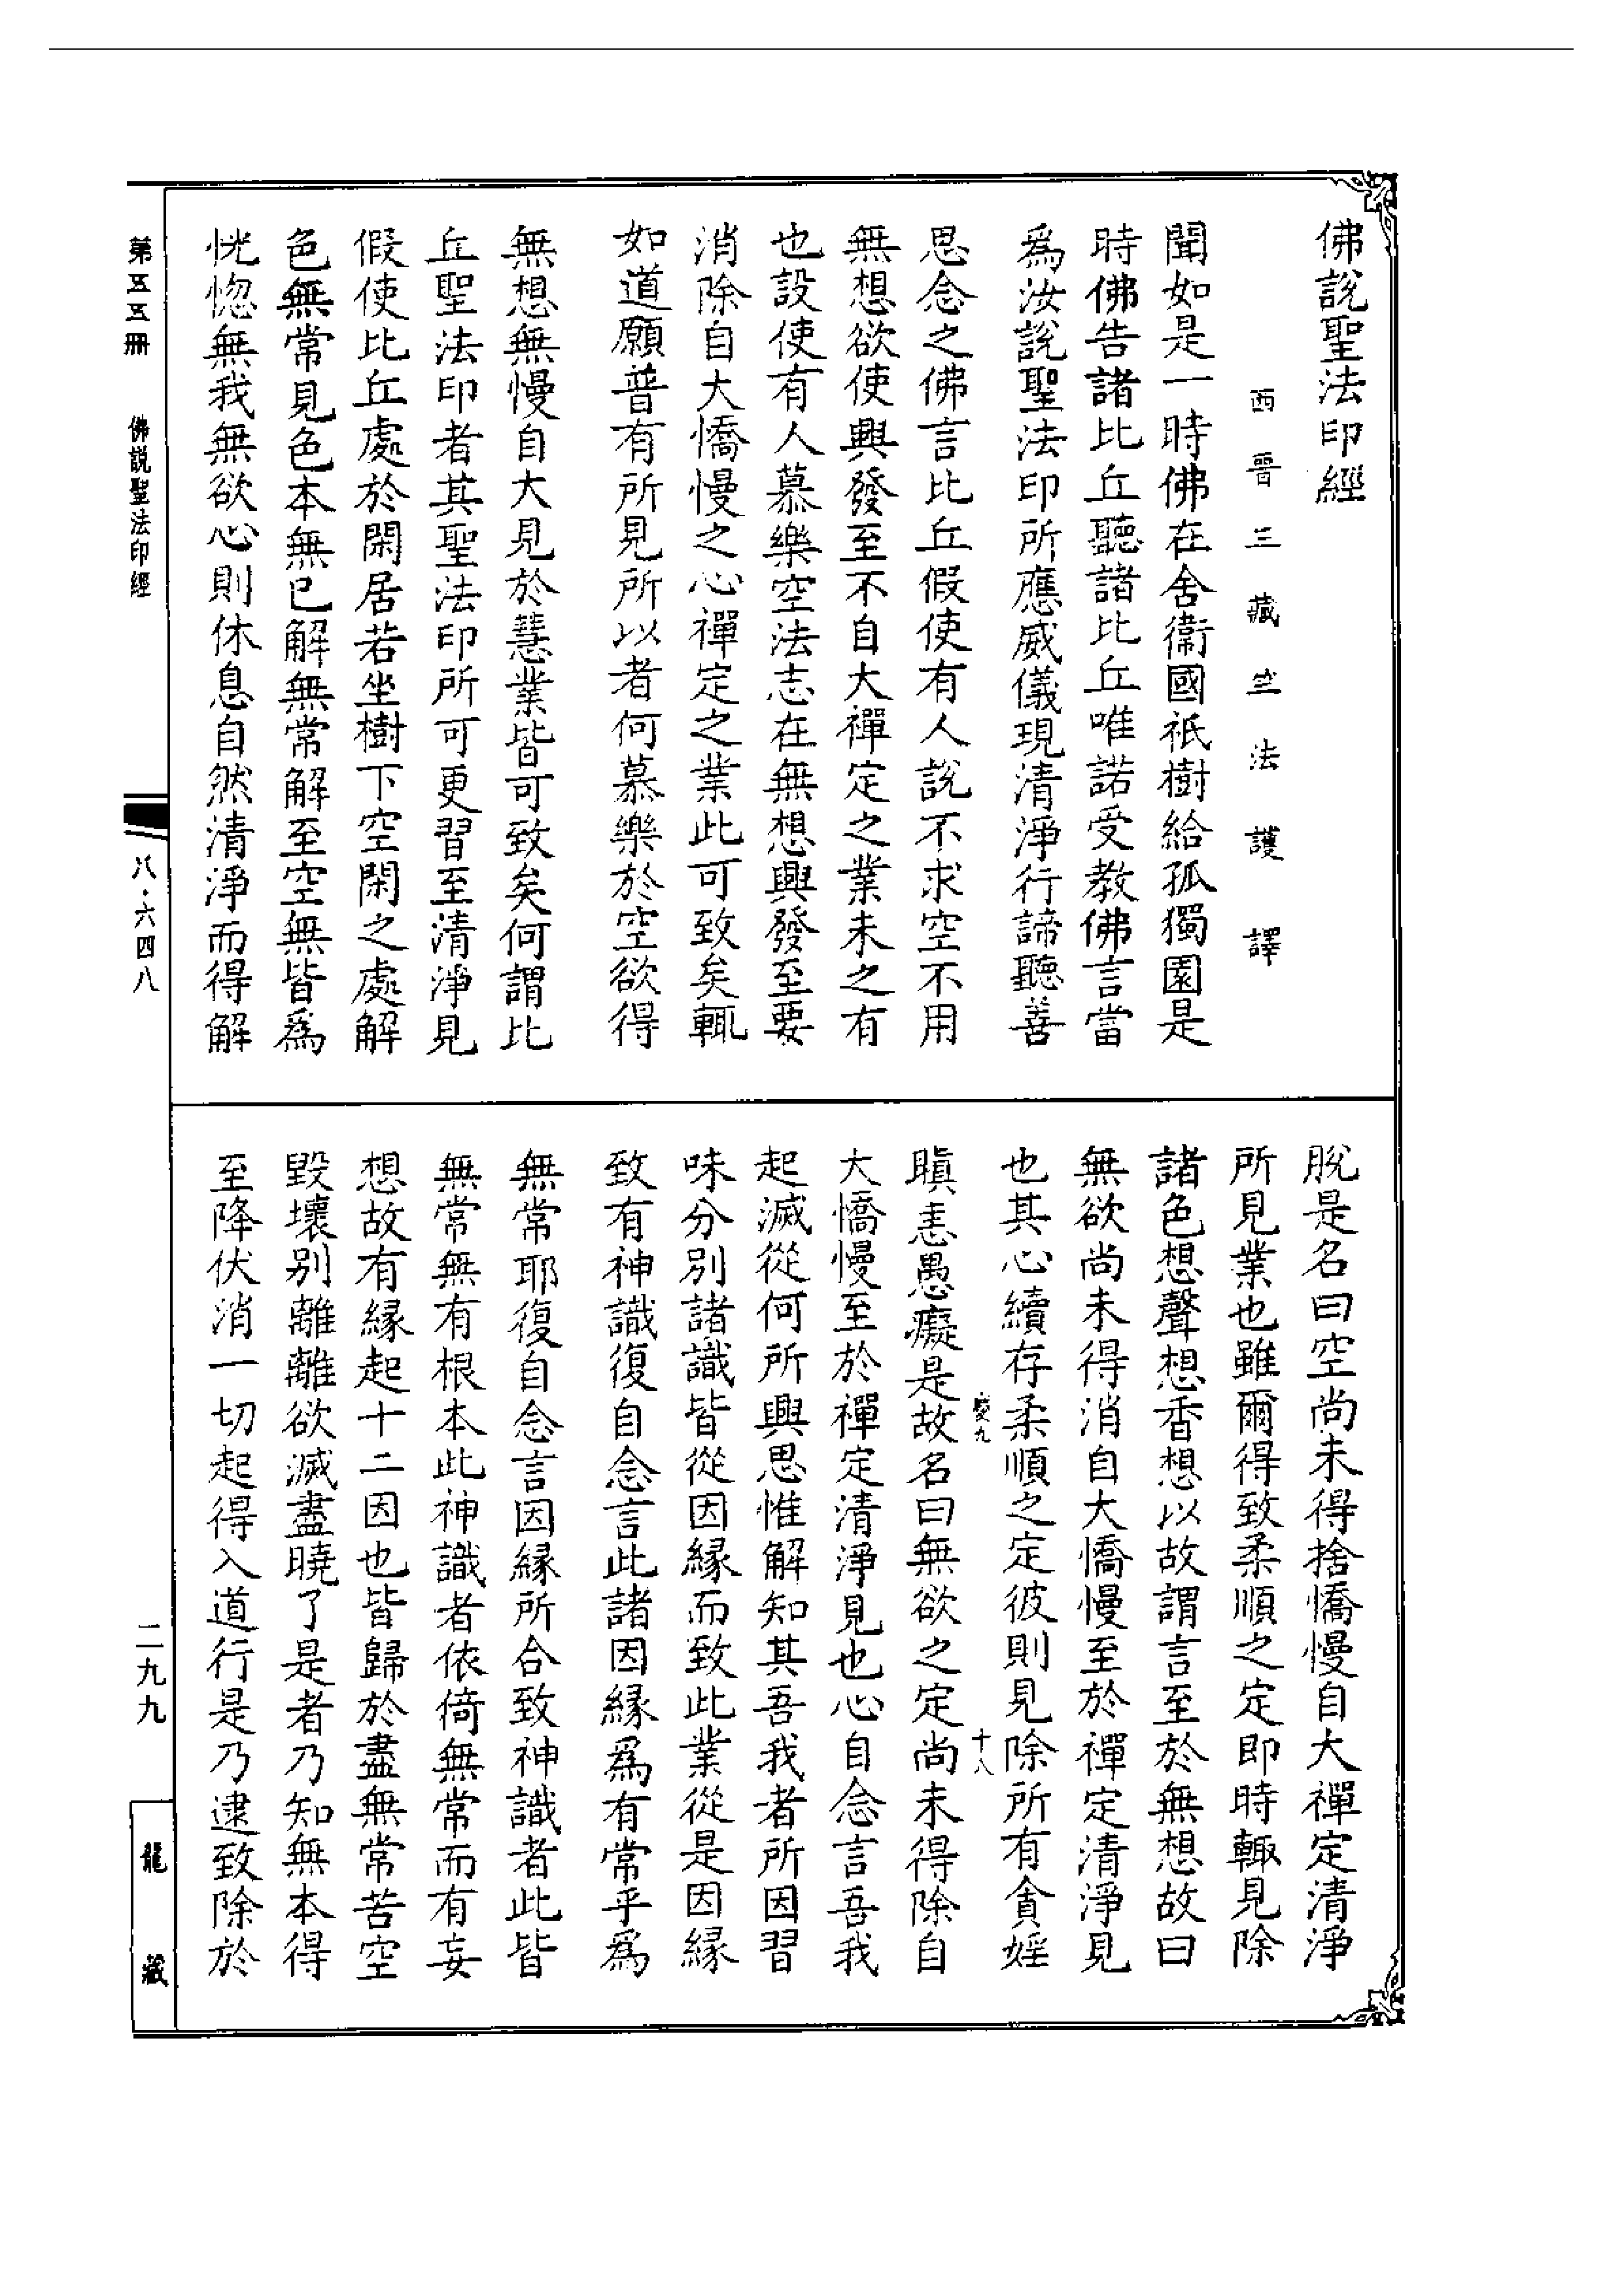 佛說聖法印經
西晉三藏竺法護譯
聞如是一時佛在舍衞國祇樹給孤獨園是
時佛告諸比丘聽諸比丘唯諾受教佛言當
爲汝說聖法印所應威儀現清淨行諦聽善
思念之佛言比丘假使有人說不求空不用
無想欲使興發至不自大禪定之業未之有
也設使有人慕樂空法志在無想興發至要
消除自大憍慢之心禪定之業此可致矣輒
如道願普有所見所以者何慕樂於空欲得
無想無慢自大見於慧業皆可致矣何謂比
丘聖法印者其聖法印所可更習至清淨見
假使比丘處於閑居若坐樹下空閑之處解
色無常見色本無已解無常解至空無皆爲
恍惚無我無欲心則休息自然清淨而得解
脫是名曰空尚未得捨憍慢自大禪定清淨
所見業也雖爾得致柔順之定即時輙見除
諸色想聲想香想以故謂言至於無想故曰
無欲尚未得消自大憍慢至於禪定清淨見
也其心續存柔順之定彼則見除所有貪婬
瞋恚愚癡是故名曰無欲之定尚未得除自
大憍慢至於禪定清淨見也心自念言吾我
起滅從何所興思惟解知其吾我者所因習
味分別諸識皆從因緣而致此業從是因緣
致有神識復自念言此諸因緣爲有常乎爲
無常耶復自念言因緣所合致神識者此皆
無常無有根本此神識者依倚無常而有妄
想故有緣起十二因也皆歸於盡無常苦空
毀壞別離離欲滅盡曉了是者乃知無本得
至降伏消一切起得入道行是乃逮致除於
十八
第五五冊
佛説聖法印經
八·六四八
二九九
龍藏